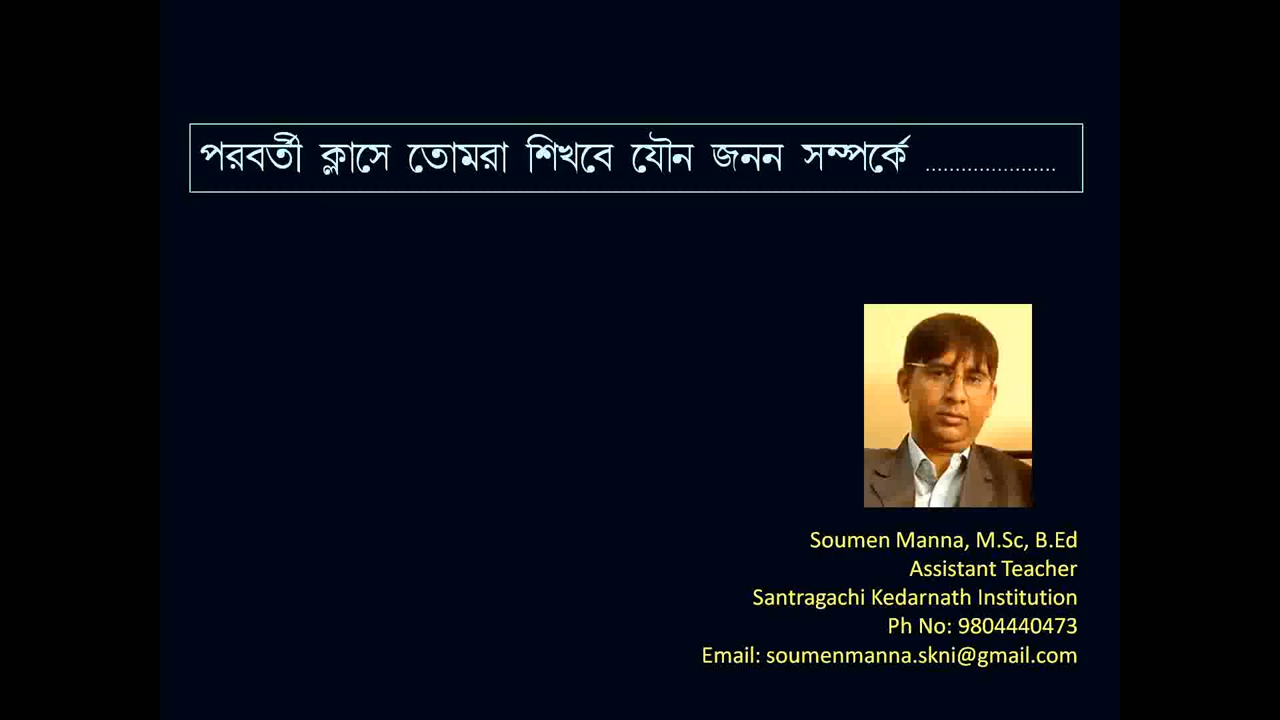 পরবর্তী ক্লাসে তোমরা শিখবে যৌন জনন সম্পর্কে ......................
Soumen Manna, M.Sc, B.Ed
Assistant Teacher
Santragachi Kedarnath Institution
Ph No: 9804440473
Email: soumenmanna.skni@gmail.com